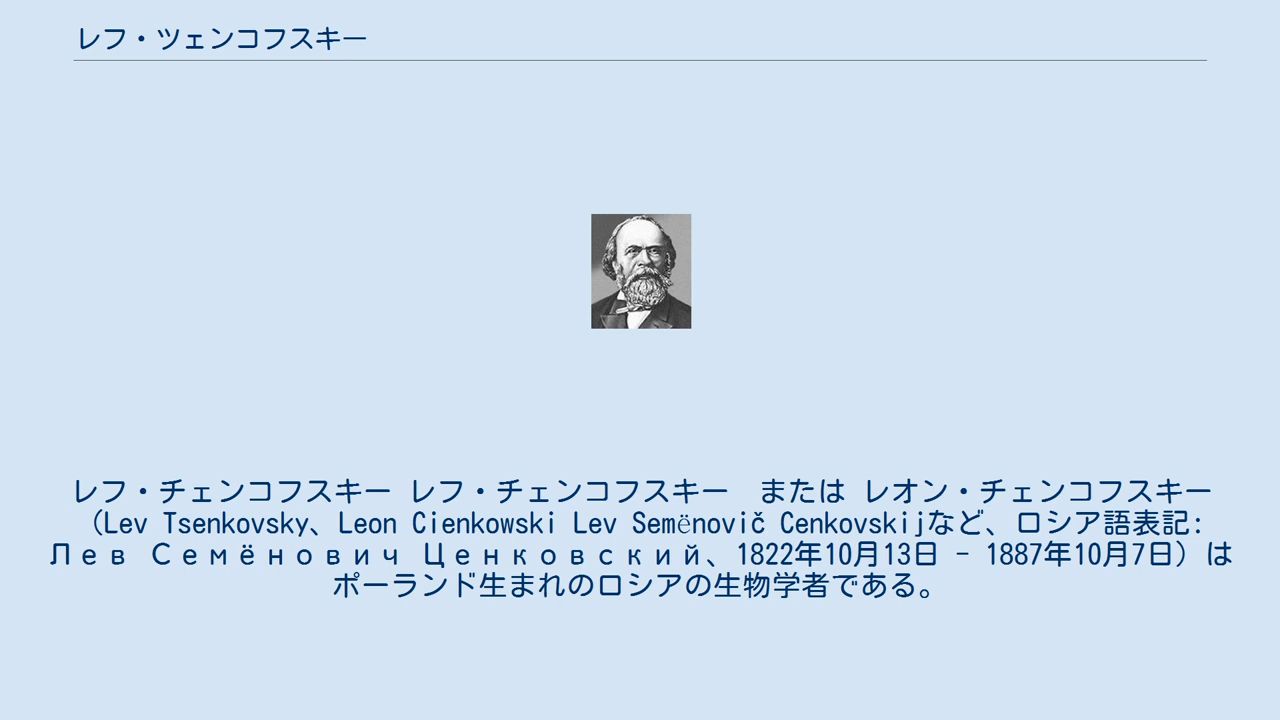 レフ・ツェンコフスキー
レフ・チェンコフスキー レフ・チェンコフスキー　または レオン・チェンコフスキー
（Lev Tsenkovsky、Leon Cienkowski Lev Semënovič Cenkovskijなど、ロシア語表記:
Лев Семёнович Ценковский、1822年10月13日 - 1887年10月7日）は
ポーランド生まれのロシアの生物学者である。